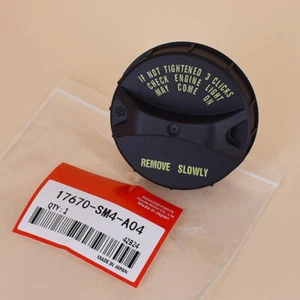 IF NOT TIGHTENED 3 CLICKS
CHECK ENGINE LIGHT
MAY COME ON
REMOVE SLOWLY
17670-SM4-A04
QTY:1
42824
MADE IN JAPAN